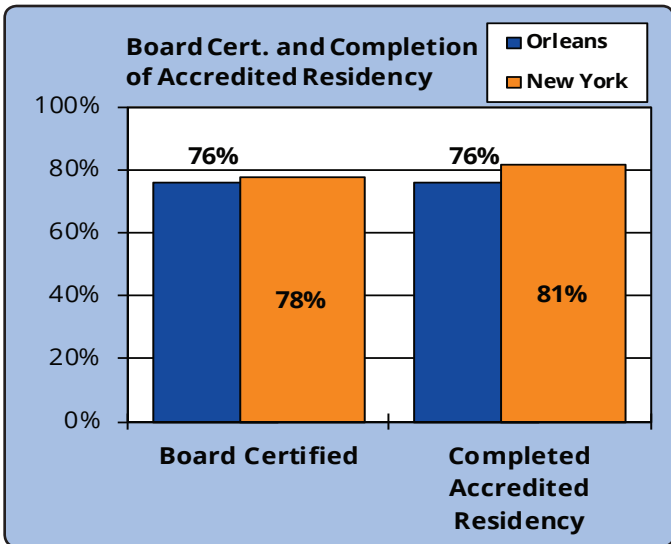 Board Cert. and Completion
of Accredited Residency
Orleans
New York
100%
80%
60%
40%
20%
0%
76%
78%
76%
81%
Board Certified
Completed
Accredited
Residency